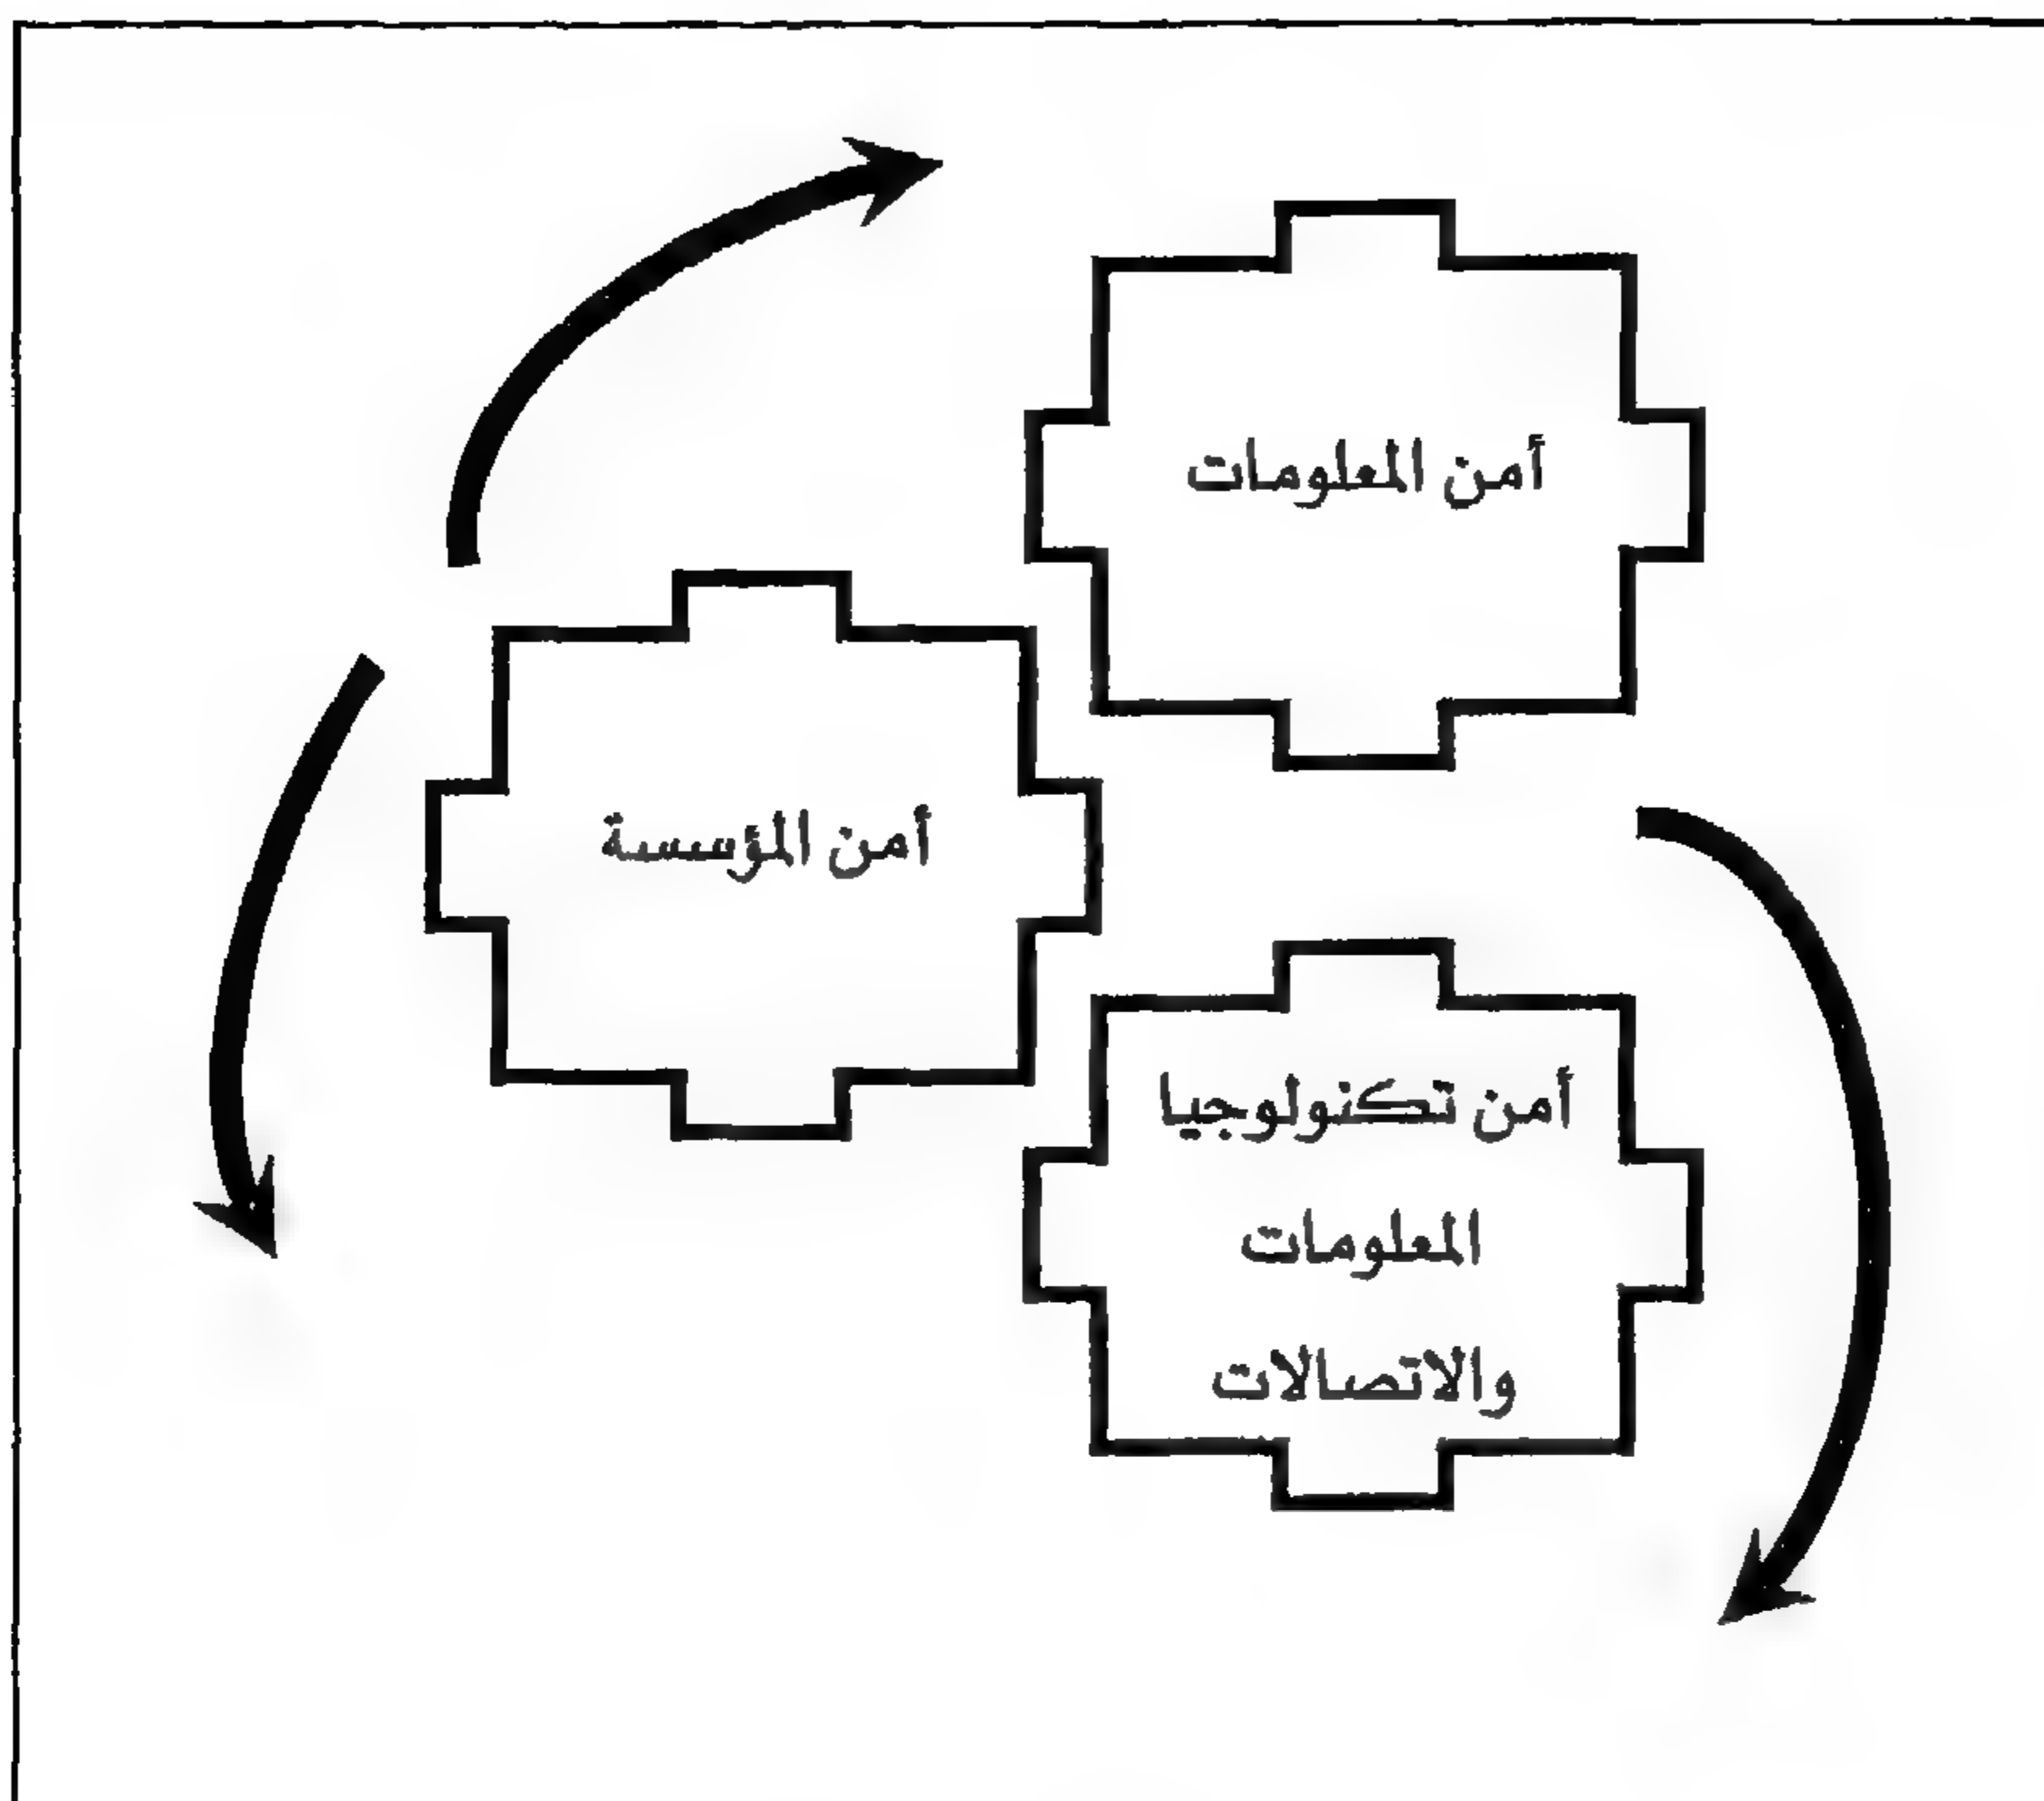 أمن المعلومات
أمن المؤسسة
أمن تكنولوجيا
المعلومات
والاتصالات